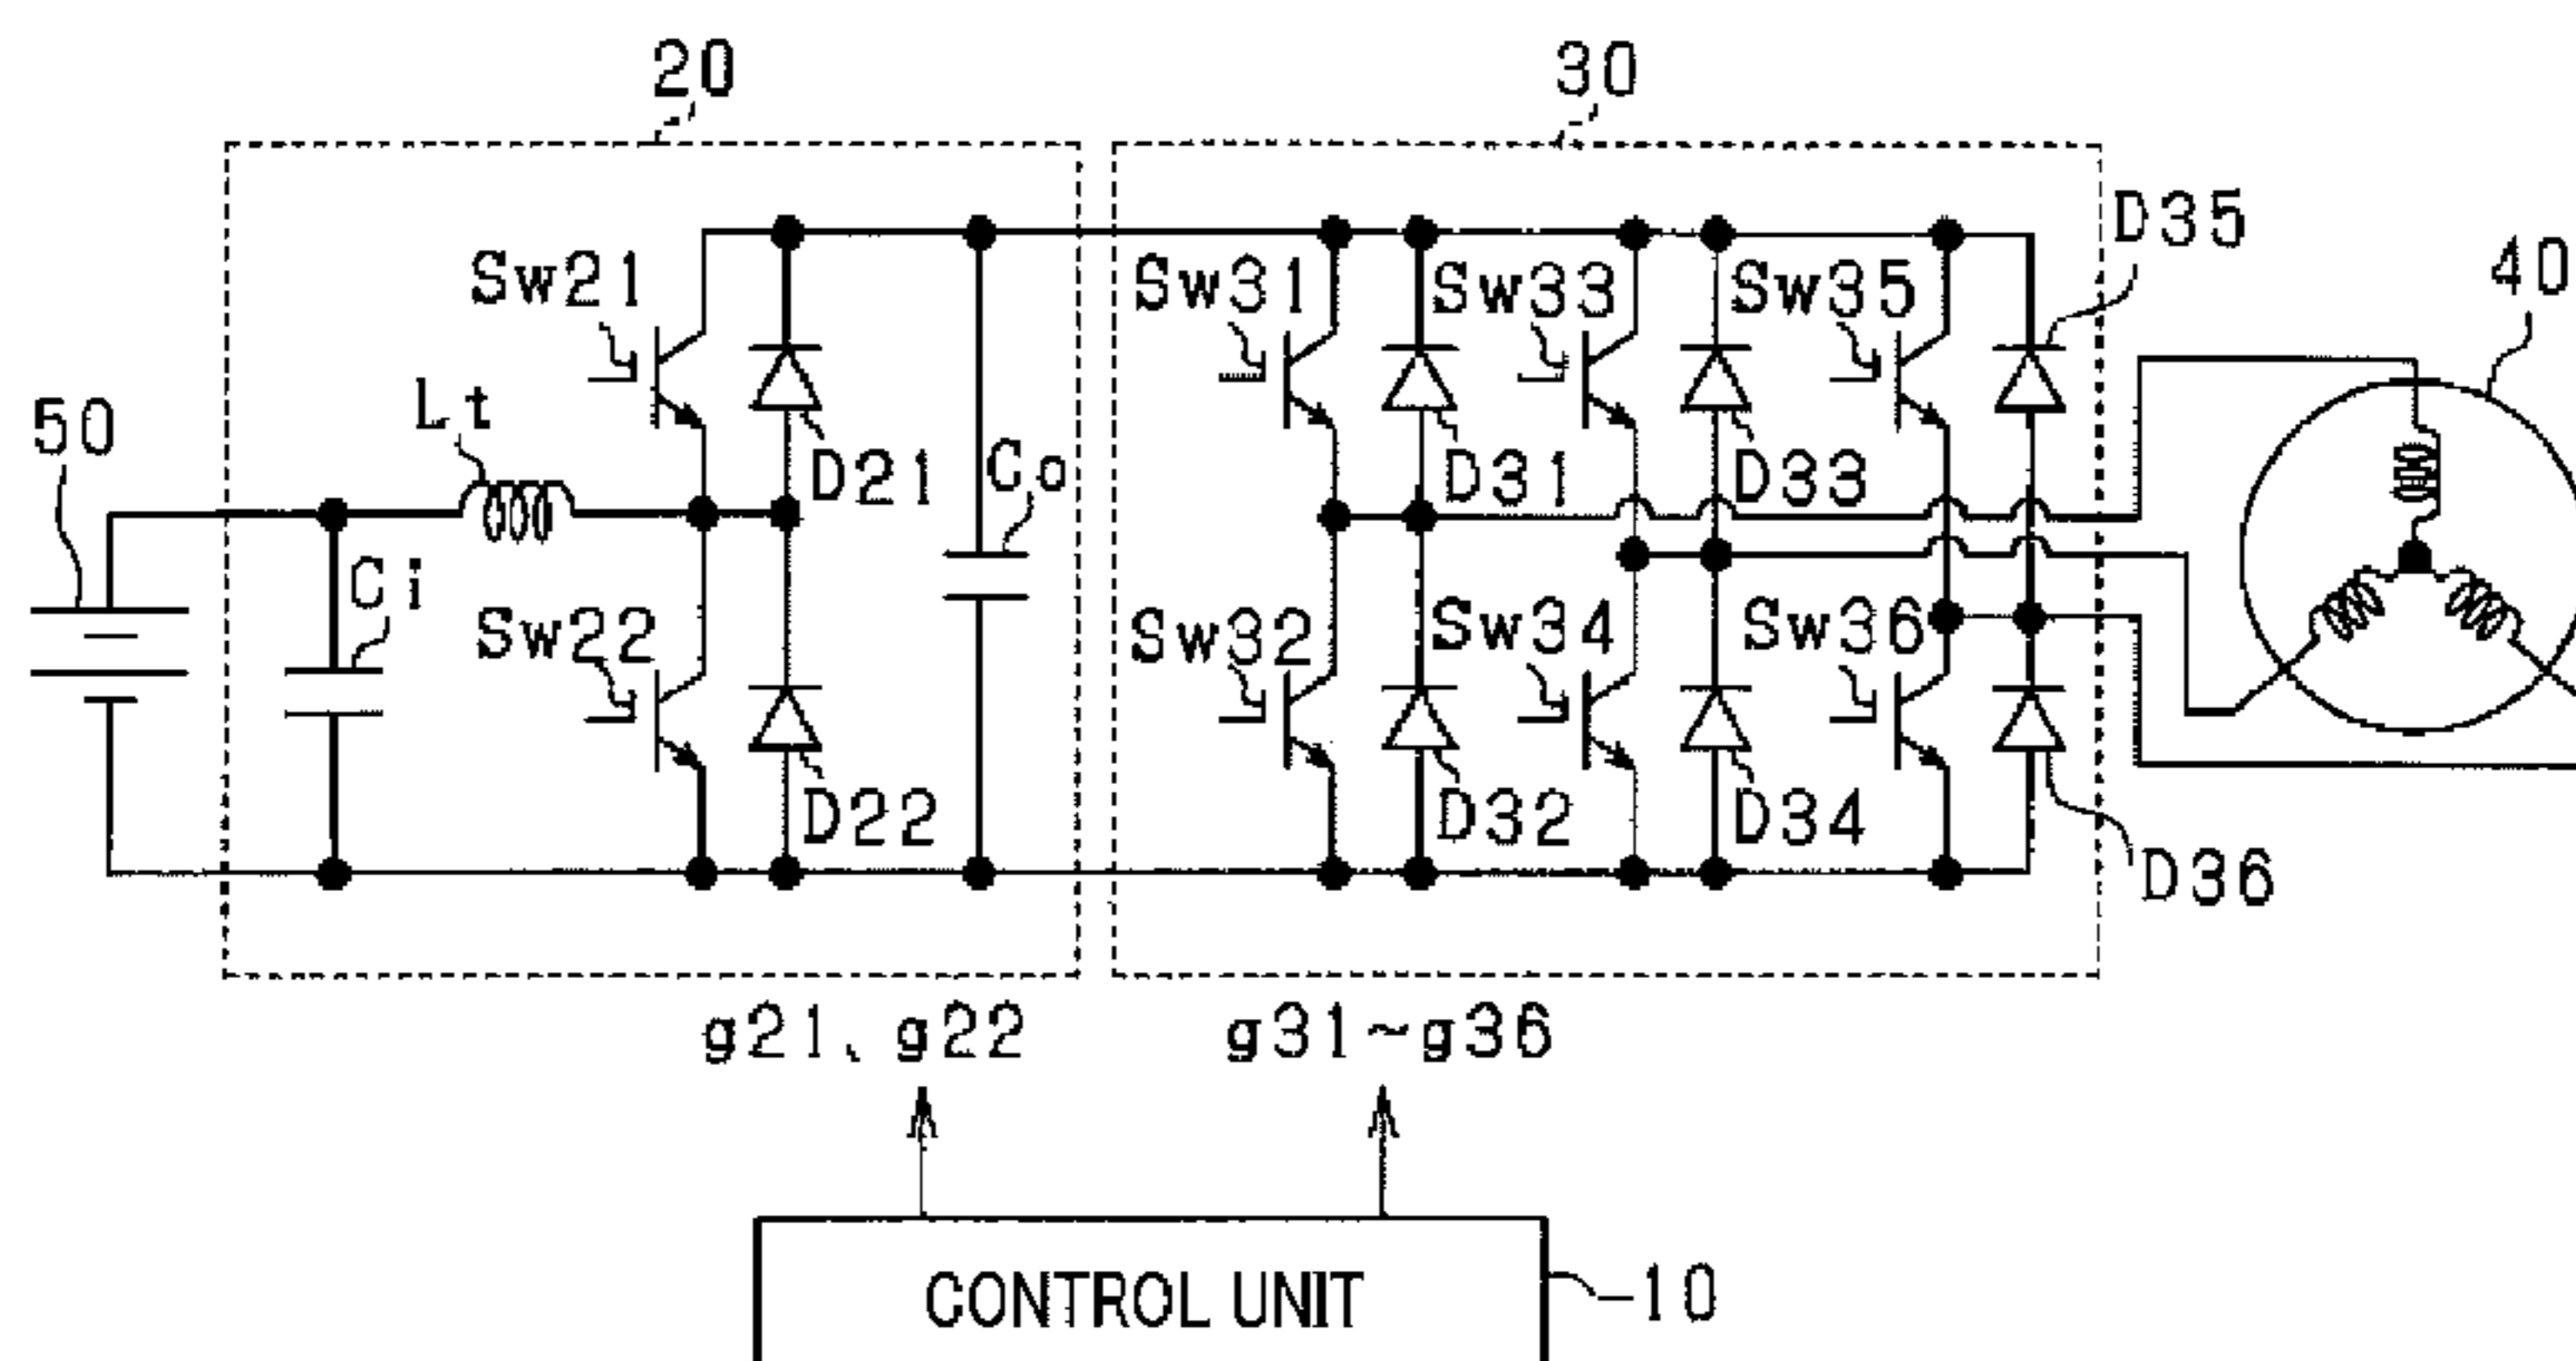 20
30
D35
40
Sw21
Sw31
Sw33
Sw35
Lt
50
D21
Co
D31
D33
Ci
Sw22
Sw32
Sw34
Sw36
D22
D32
D34
D36
g21、g22
g31~g36
CONTROL UNIT
10